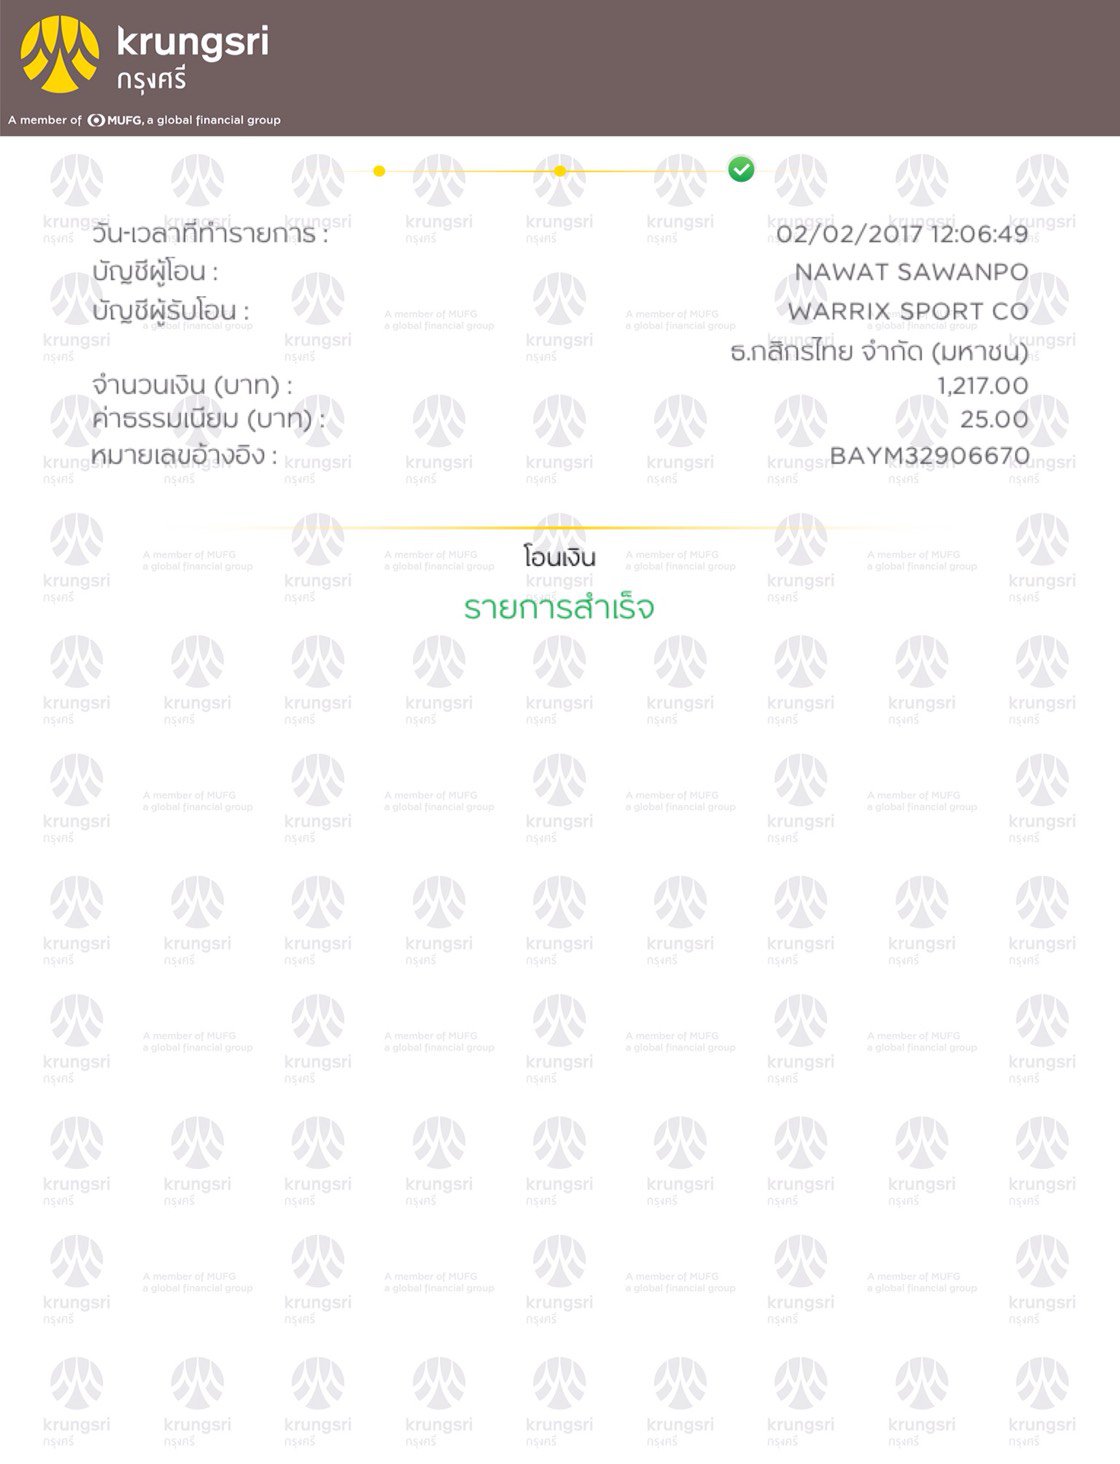 krungsri
กรุงศรี
A member of MUFG, a global financial group
วัน-เวลาที่ทำรายการ : 02/02/2017 12:06:49
บัญชีผู้โอน : NAWAT SAWANPO
บัญชีผู้รับโอน : WARRIX SPORT CO
ธ.กสิกรไทย จำกัด (มหาชน)
จำนวนเงิน (บาท) : 1,217.00
ค่าธรรมเนียม (บาท) : 25.00
หมายเลขอ้างอิง : BAYM32906670
โอนเงิน
รายการสำเร็จ